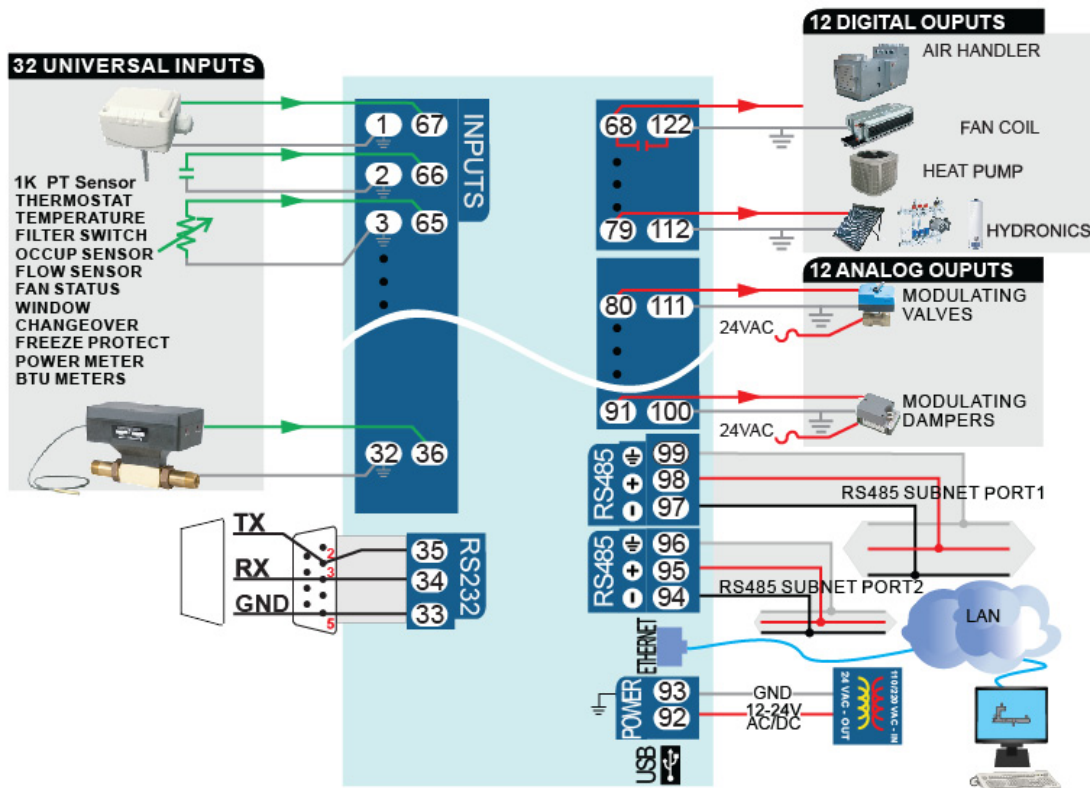 12 DIGITAL OUPUTS
AIR HANDLER
FAN COIL
HEAT PUMP
HYDRONICS
32 UNIVERSAL INPUTS
1K PT Sensor
THERMOSTAT
TEMPERATURE
FILTER SWITCH
OCCUP SENSOR
FLOW SENSOR
FAN STATUS
WINDOW
CHANGEOVER
FREEZE PROTECT
POWER METER
BTU METERS
INPUTS
1 67
2 66
3 65
32 36
68 122
79 112
80 111
91 100
12 ANALOG OUPUTS
MODULATING
VALVES
24VAC
MODULATING
DAMPERS
24VAC
TX
RX
GND
2
3
5
35
34
33
RS232
RS485
99
+ 98
- 97
RS485 SUBNET PORT1
RS485
96
+ 95
- 94
RS485 SUBNET PORT2
ETHERNET
LAN
POWER
93
92
GND
12-24V
AC/DC
110/220 VAC - IN
24 VAC - OUT
USB